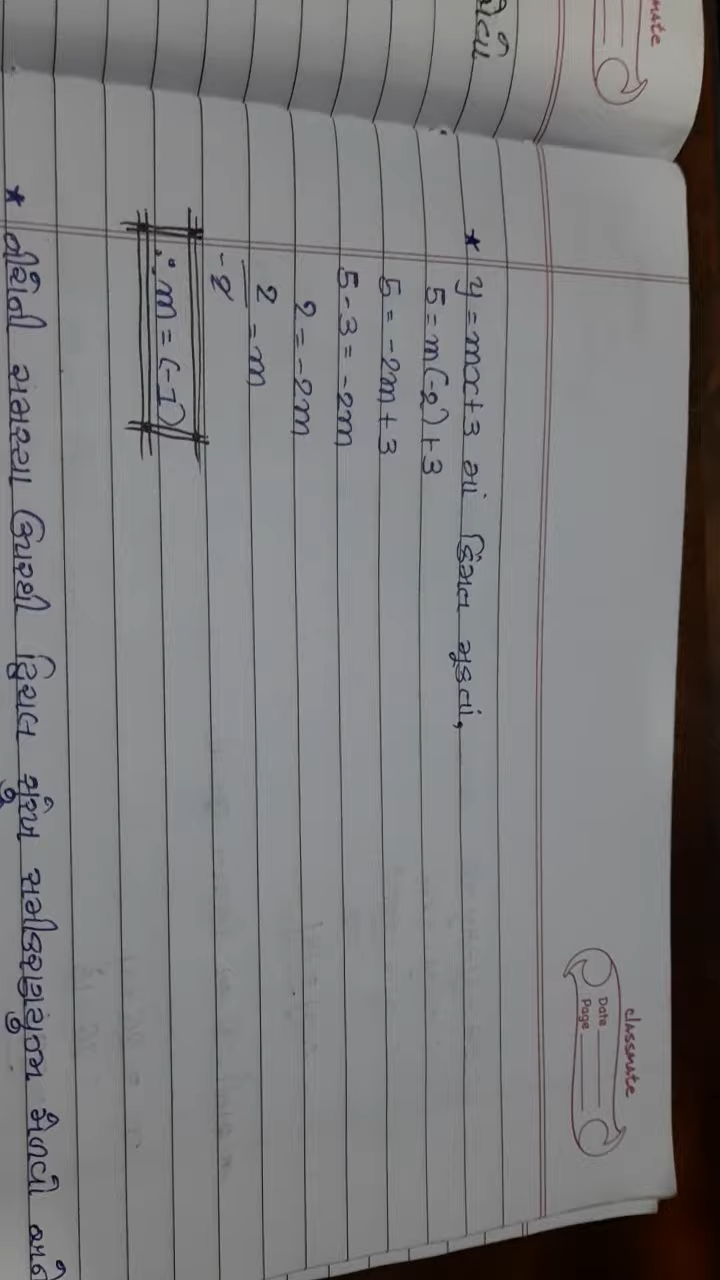 classmate
Date
Page
* y = mx+3 માં કિંમત મૂકતાં,
5 = m(-2) + 3
5 = -2m + 3
5 - 3 = -2m
2 = -2m
2/-2 = m
∴ m = (-1)
* નીચેની સમસ્યા ઉપરથી દ્વિચલ સુરેખ સમીકરણયુગ્મ મેળવી અને